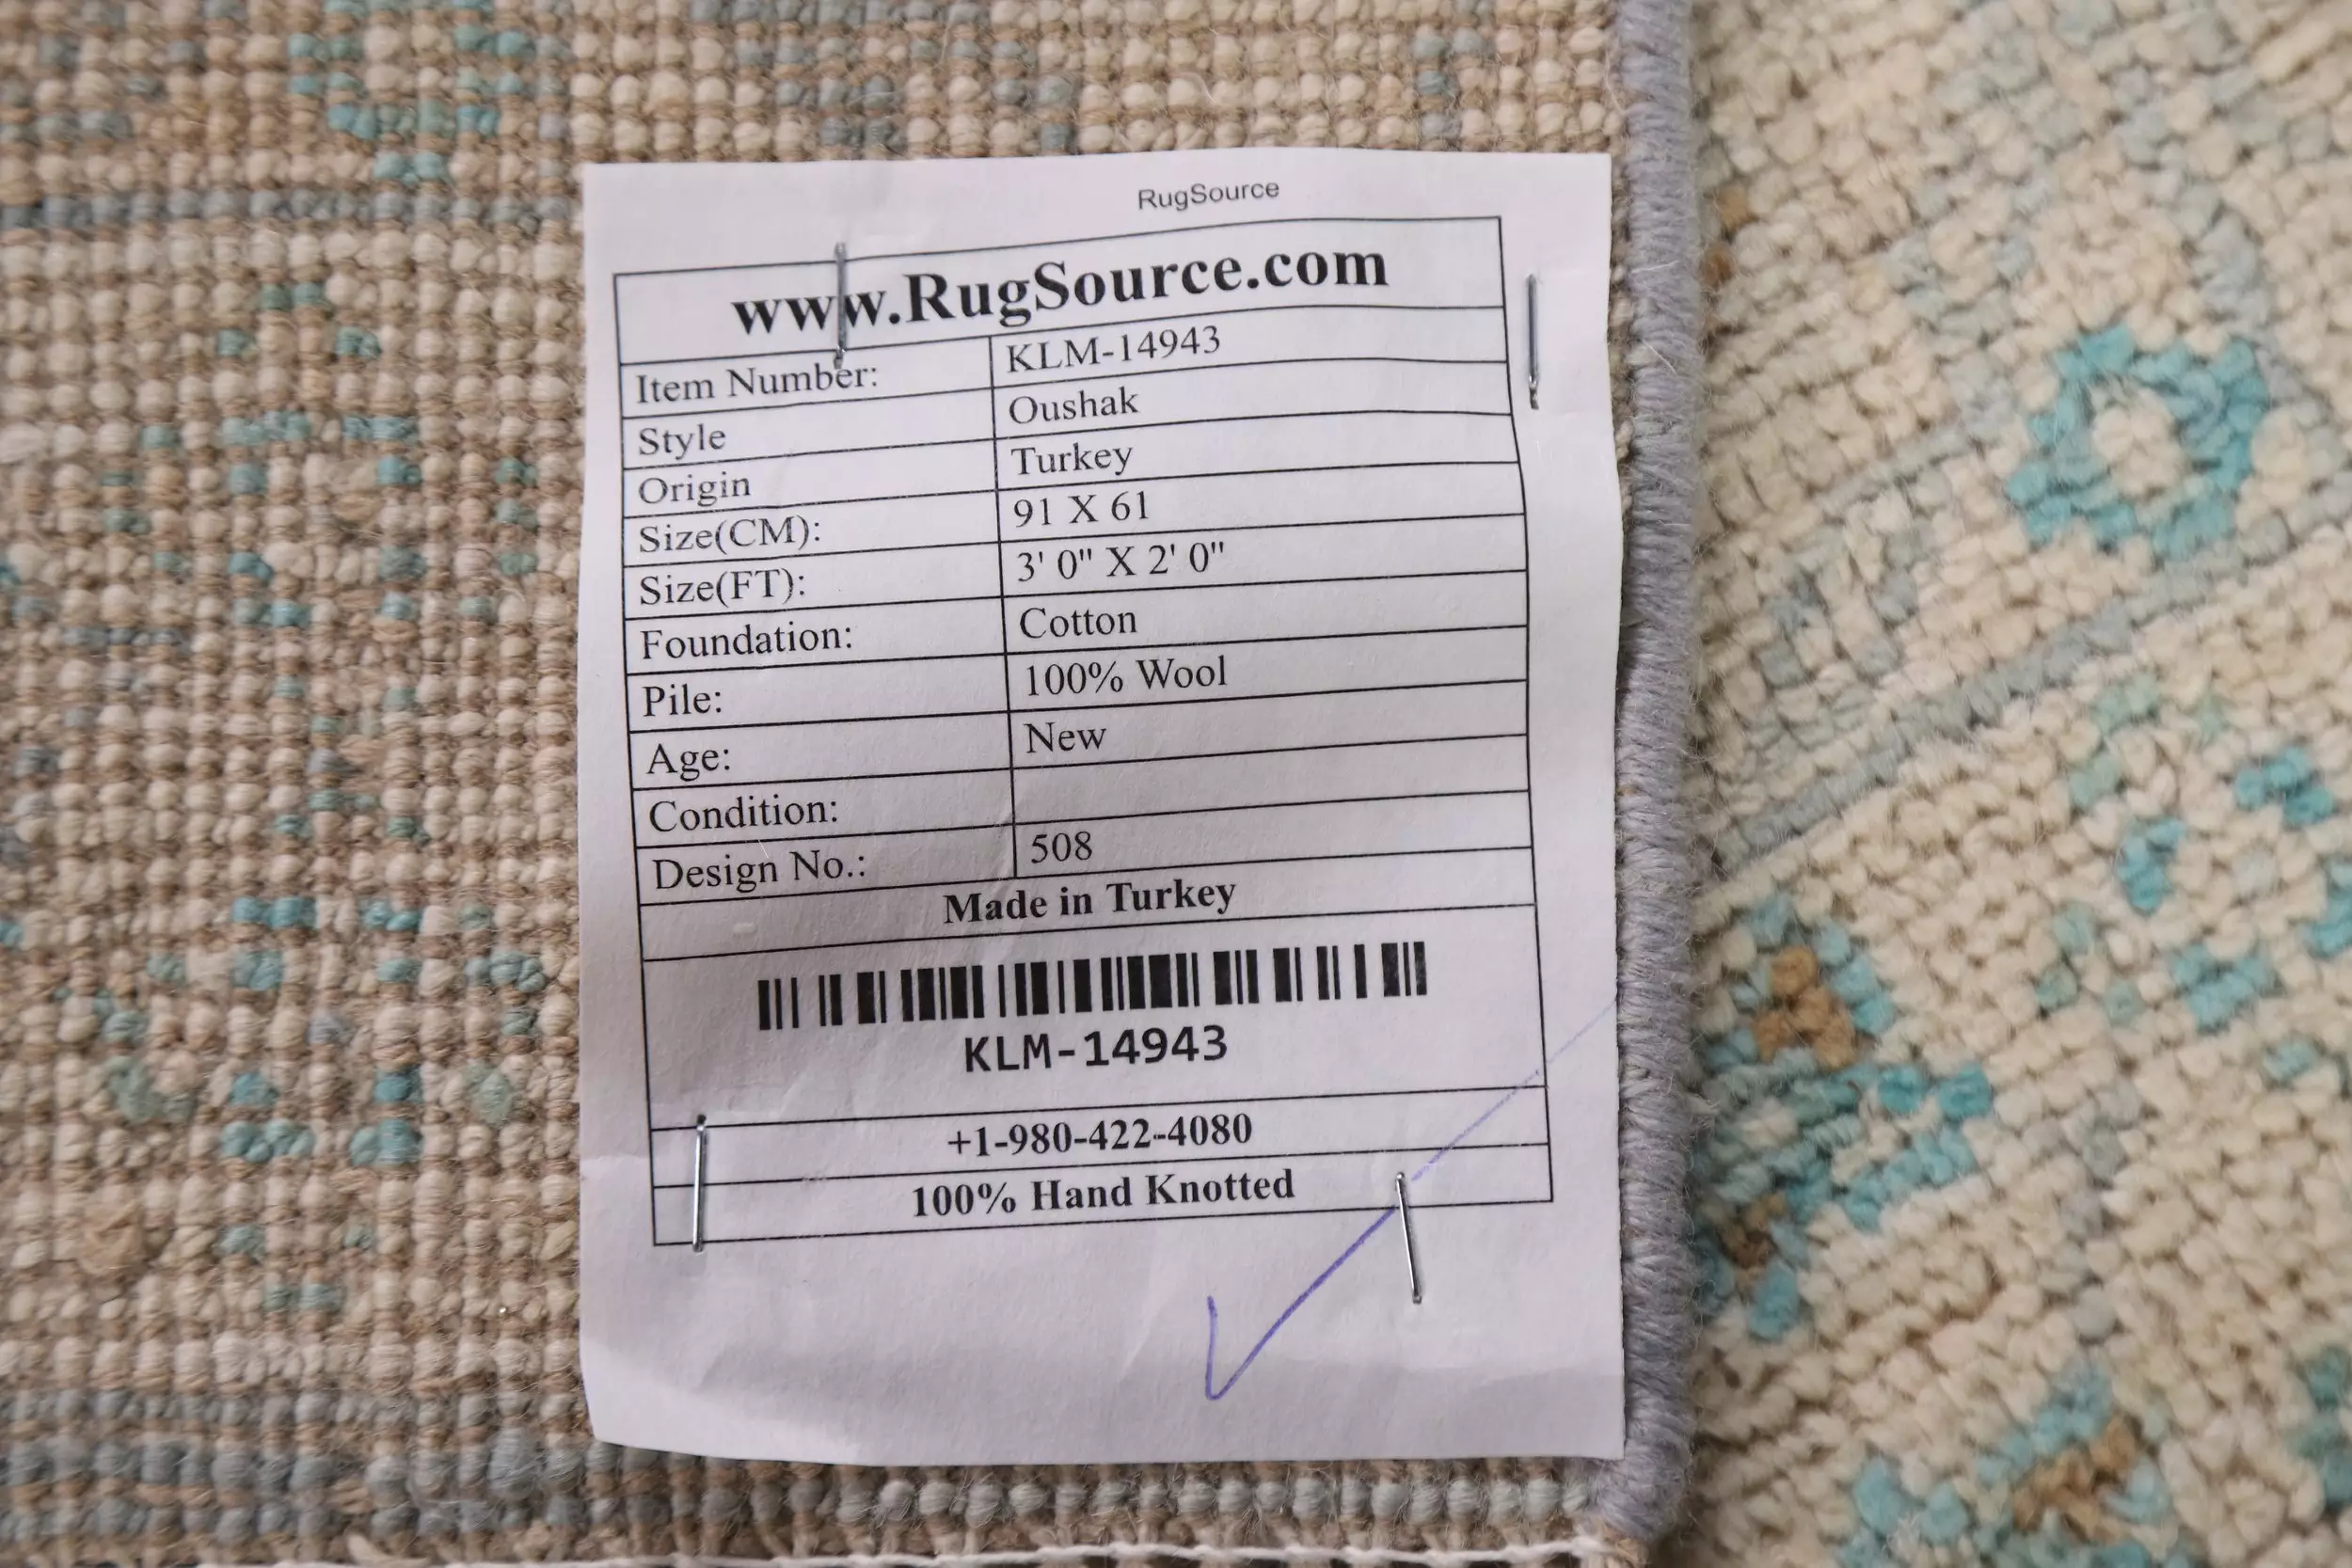 RugSource
www.RugSource.com
Item Number: KLM-14943
Style Oushak
Origin Turkey
Size(CM): 91 X 61
Size(FT): 3' 0" X 2' 0"
Foundation: Cotton
Pile: 100% Wool
Age: New
Condition:
Design No.: 508
Made in Turkey
KLM-14943
+1-980-422-4080
100% Hand Knotted